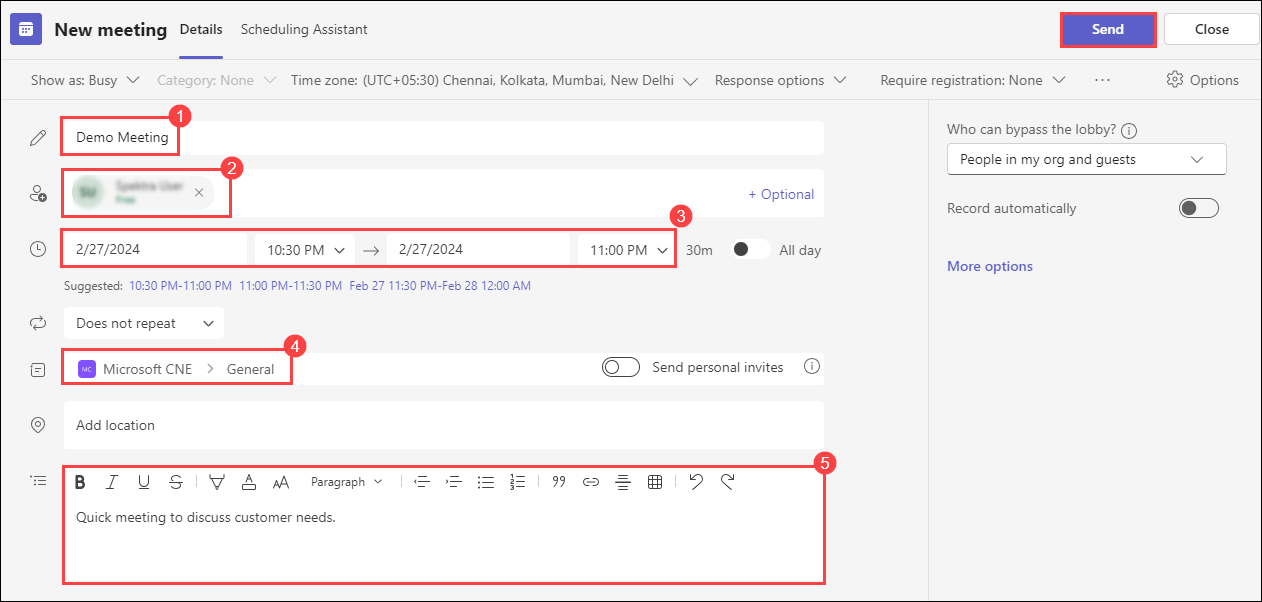 New meeting Details Scheduling Assistant Send Close
Show as: Busy Category: None Time zone: (UTC+05:30) Chennai, Kolkata, Mumbai, New Delhi Response options Require registration: None ... Options
1
Demo Meeting
2
SU Spektra User
Free
+ Optional
3
2/27/2024 10:30 PM → 2/27/2024 11:00 PM 30m All day
Suggested: 10:30 PM-11:00 PM 11:00 PM-11:30 PM Feb 27 11:30 PM-Feb 28 12:00 AM
Does not repeat
4
MC Microsoft CNE > General Send personal invites
Add location
5
B I U S A AA Paragraph
Quick meeting to discuss customer needs.
Who can bypass the lobby?
People in my org and guests
Record automatically
More options